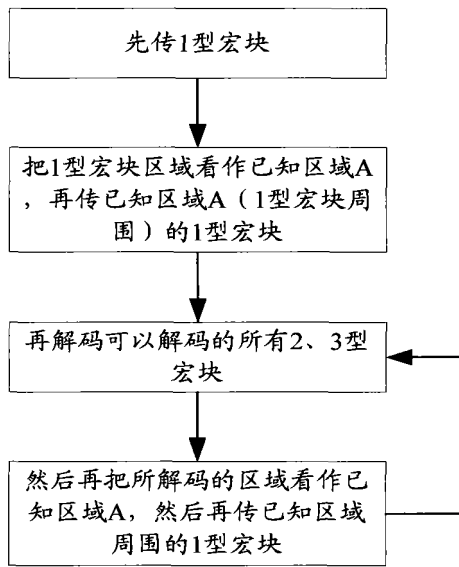 先传1型宏块
把1型宏块区域看作已知区域A
，再传已知区域A（1型宏块周
围）的1型宏块
再解码可以解码的所有2、3型
宏块
然后再把所解码的区域看作已
知区域A，然后再传已知区域
周围的1型宏块